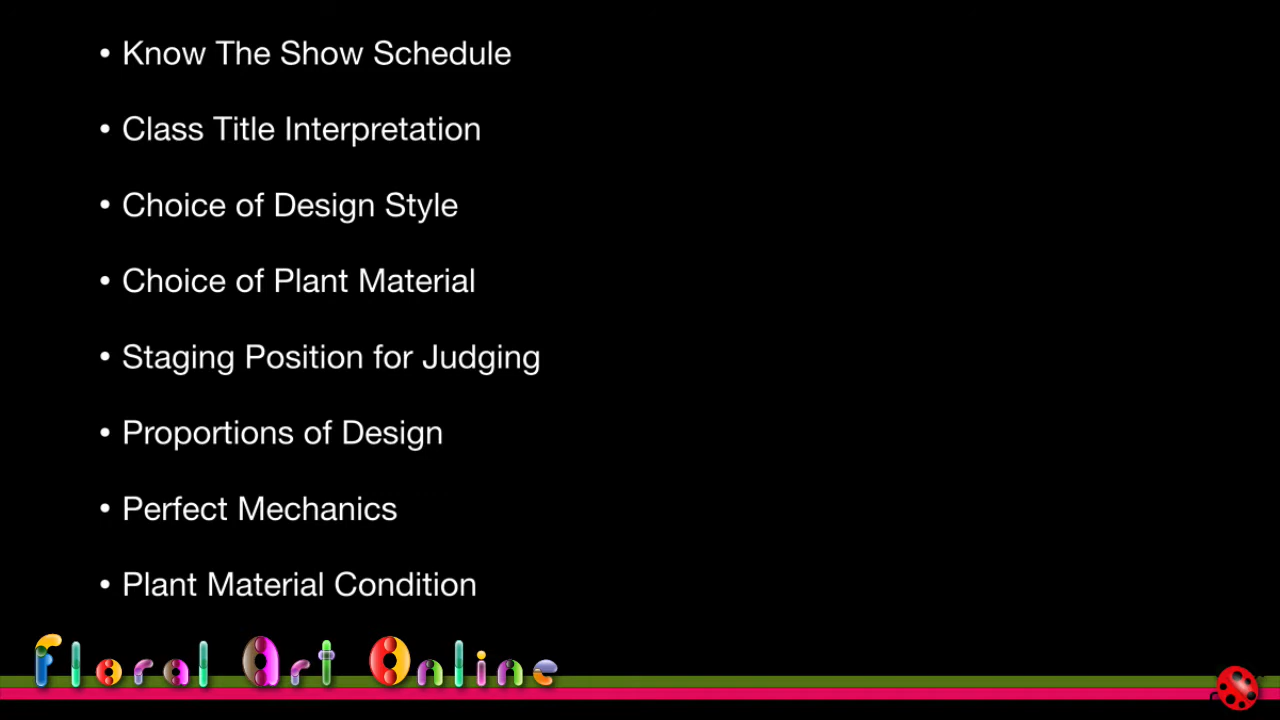 • Know The Show Schedule
• Class Title Interpretation
• Choice of Design Style
• Choice of Plant Material
• Staging Position for Judging
• Proportions of Design
• Perfect Mechanics
• Plant Material Condition
Floral Art Online